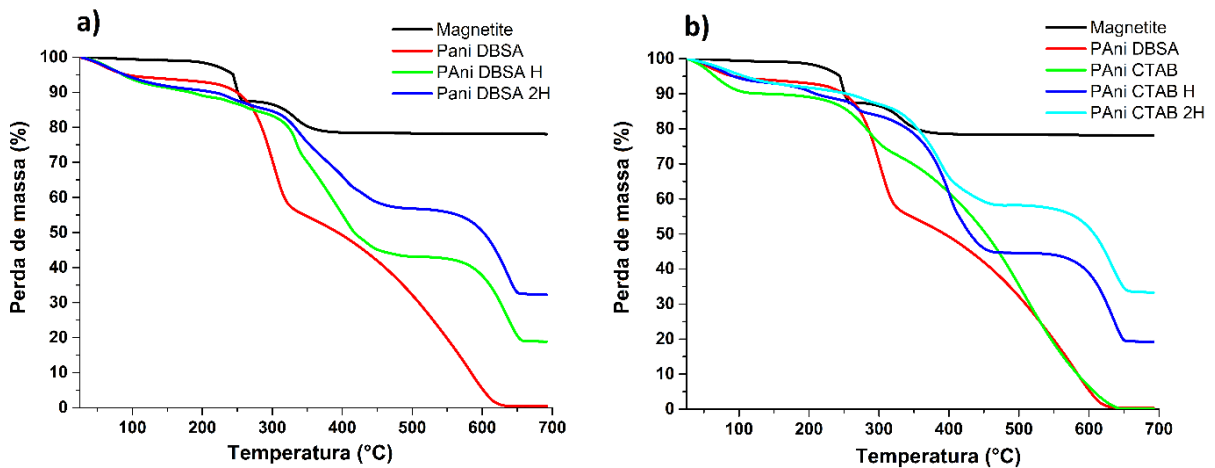 a)
Magnetite
Pani DBSA
PAni DBSA H
Pani DBSA 2H
100
90
80
70
60
50
40
30
20
10
0
Perda de massa (%)
100 200 300 400 500 600 700
Temperatura (°C)
b)
Magnetite
PAni DBSA
PAni CTAB
PAni CTAB H
PAni CTAB 2H
100
90
80
70
60
50
40
30
20
10
0
Perda de massa (%)
100 200 300 400 500 600 700
Temperatura (°C)